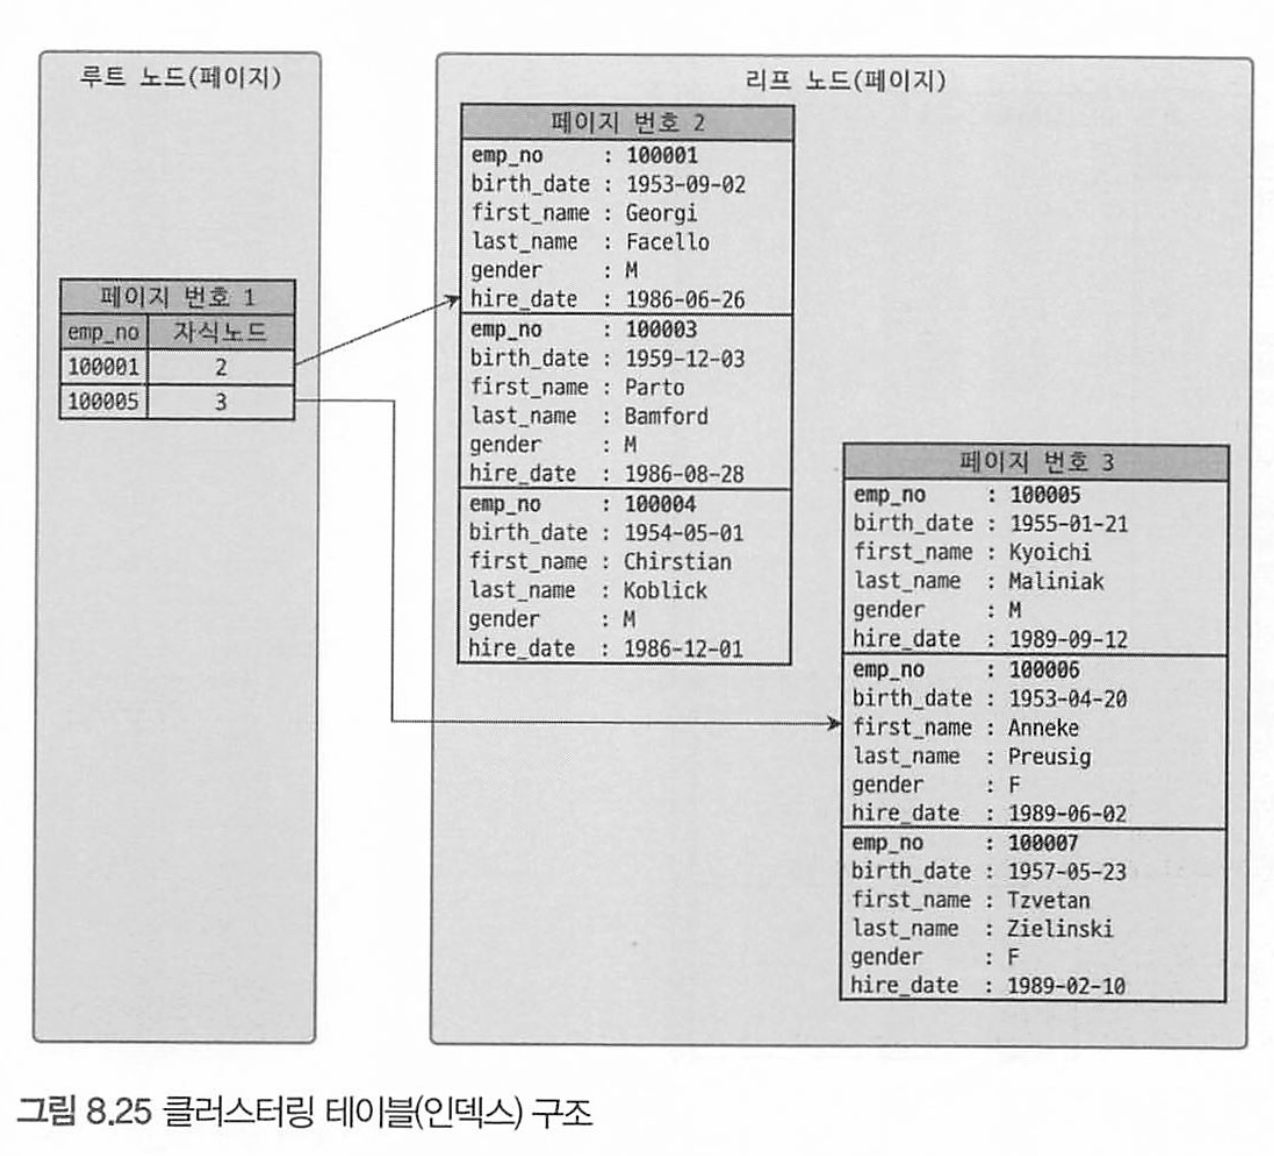 루트 노드(페이지)
페이지 번호 1
emp_no 자식노드
100001 2
100005 3
리프 노드(페이지)
페이지 번호 2
emp_no : 100001
birth_date : 1953-09-02
first_name : Georgi
last_name : Facello
gender : M
hire_date : 1986-06-26
emp_no : 100003
birth_date : 1959-12-03
first_name : Parto
last_name : Bamford
gender : M
hire_date : 1986-08-28
emp_no : 100004
birth_date : 1954-05-01
first_name : Chirstian
last_name : Koblick
gender : M
hire_date : 1986-12-01
페이지 번호 3
emp_no : 100005
birth_date : 1955-01-21
first_name : Kyoichi
last_name : Maliniak
gender : M
hire_date : 1989-09-12
emp_no : 100006
birth_date : 1953-04-20
first_name : Anneke
last_name : Preusig
gender : F
hire_date : 1989-06-02
emp_no : 100007
birth_date : 1957-05-23
first_name : Tzvetan
last_name : Zielinski
gender : F
hire_date : 1989-02-10
그림 8.25 클러스터링 테이블(인덱스) 구조